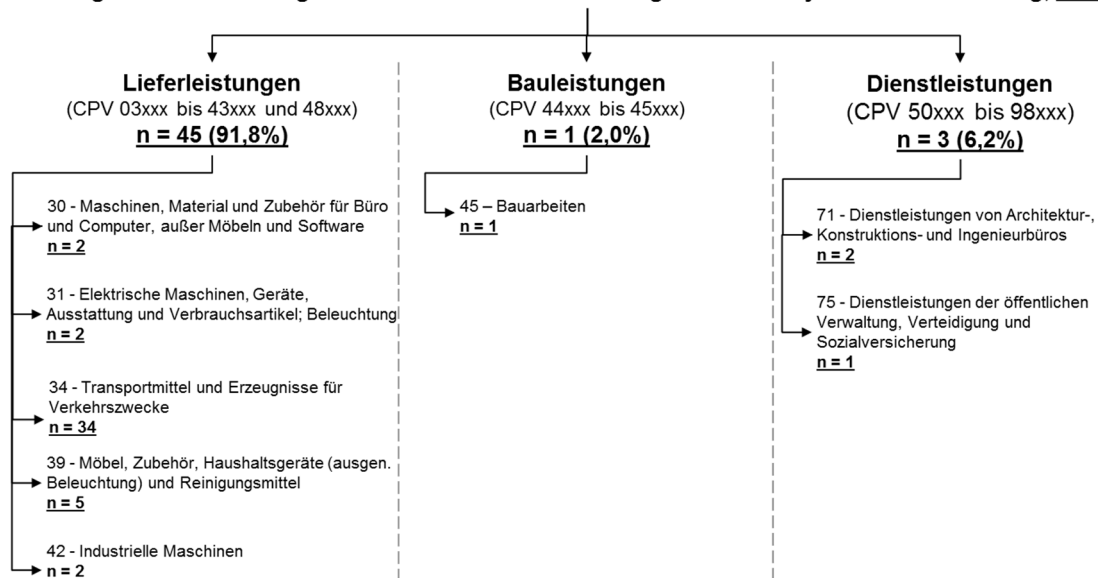 Lieferleistungen
(CPV 03xxx bis 43xxx und 48xxx)
n = 45 (91,8%)
30 - Maschinen, Material und Zubehör für Büro
und Computer, außer Möbeln und Software
n = 2
31 - Elektrische Maschinen, Geräte,
Ausstattung und Verbrauchsartikel; Beleuchtung
n = 2
34 - Transportmittel und Erzeugnisse für
Verkehrszwecke
n = 34
39 - Möbel, Zubehör, Haushaltsgeräte (ausgen.
Beleuchtung) und Reinigungsmittel
n = 5
42 - Industrielle Maschinen
n = 2
Bauleistungen
(CPV 44xxx bis 45xxx)
n = 1 (2,0%)
45 – Bauarbeiten
n = 1
Dienstleistungen
(CPV 50xxx bis 98xxx)
n = 3 (6,2%)
71 - Dienstleistungen von Architektur-,
Konstruktions- und Ingenieurbüros
n = 2
75 - Dienstleistungen der öffentlichen
Verwaltung, Verteidigung und
Sozialversicherung
n = 1